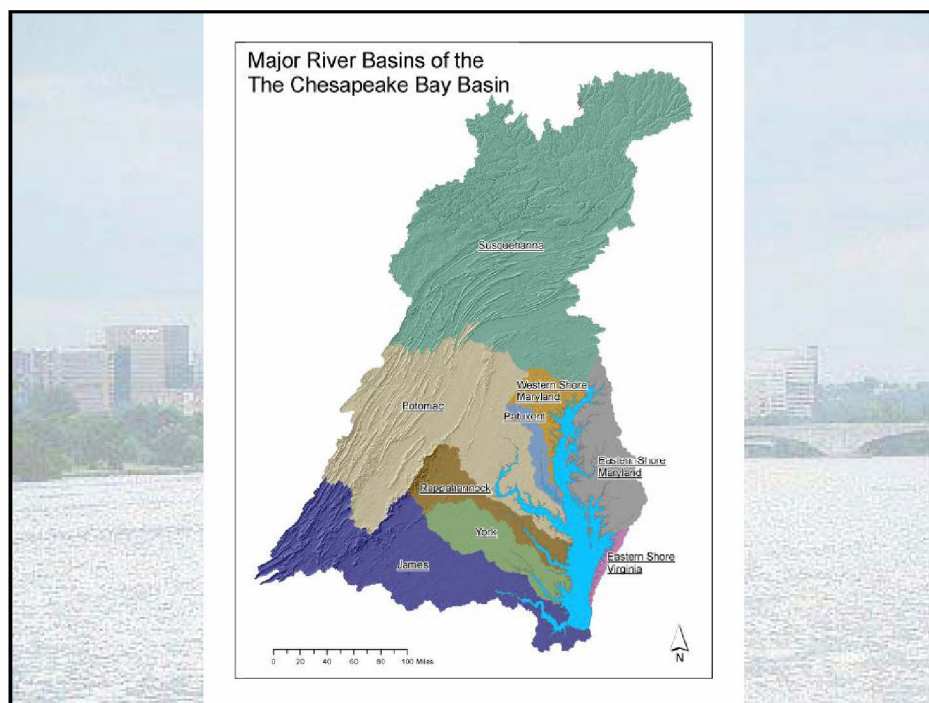 Major River Basins of the
The Chesapeake Bay Basin
Susquehanna
Western Shore
Maryland
Potomac
Patuxent
Eastern Shore
Maryland
Rappahannock
York
Eastern Shore
Virginia
James
0 20 40 60 80 100 Miles
N